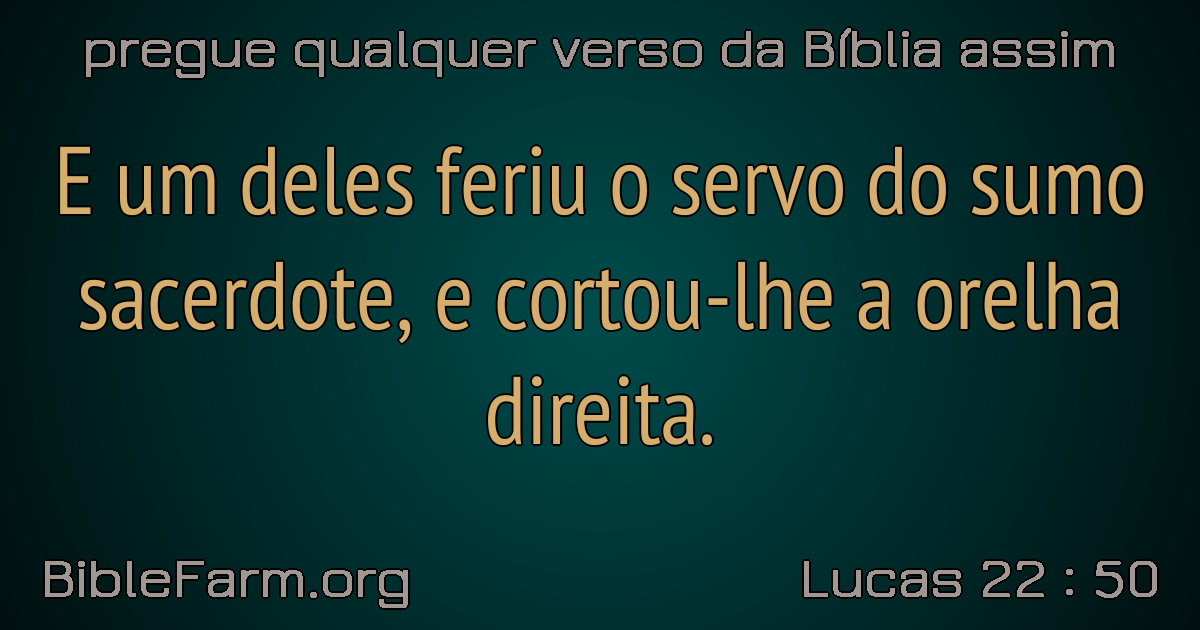 pregue qualquer verso da Bíblia assim
E um deles feriu o servo do sumo
sacerdote, e cortou-lhe a orelha
direita.
BibleFarm.org
Lucas 22 : 50